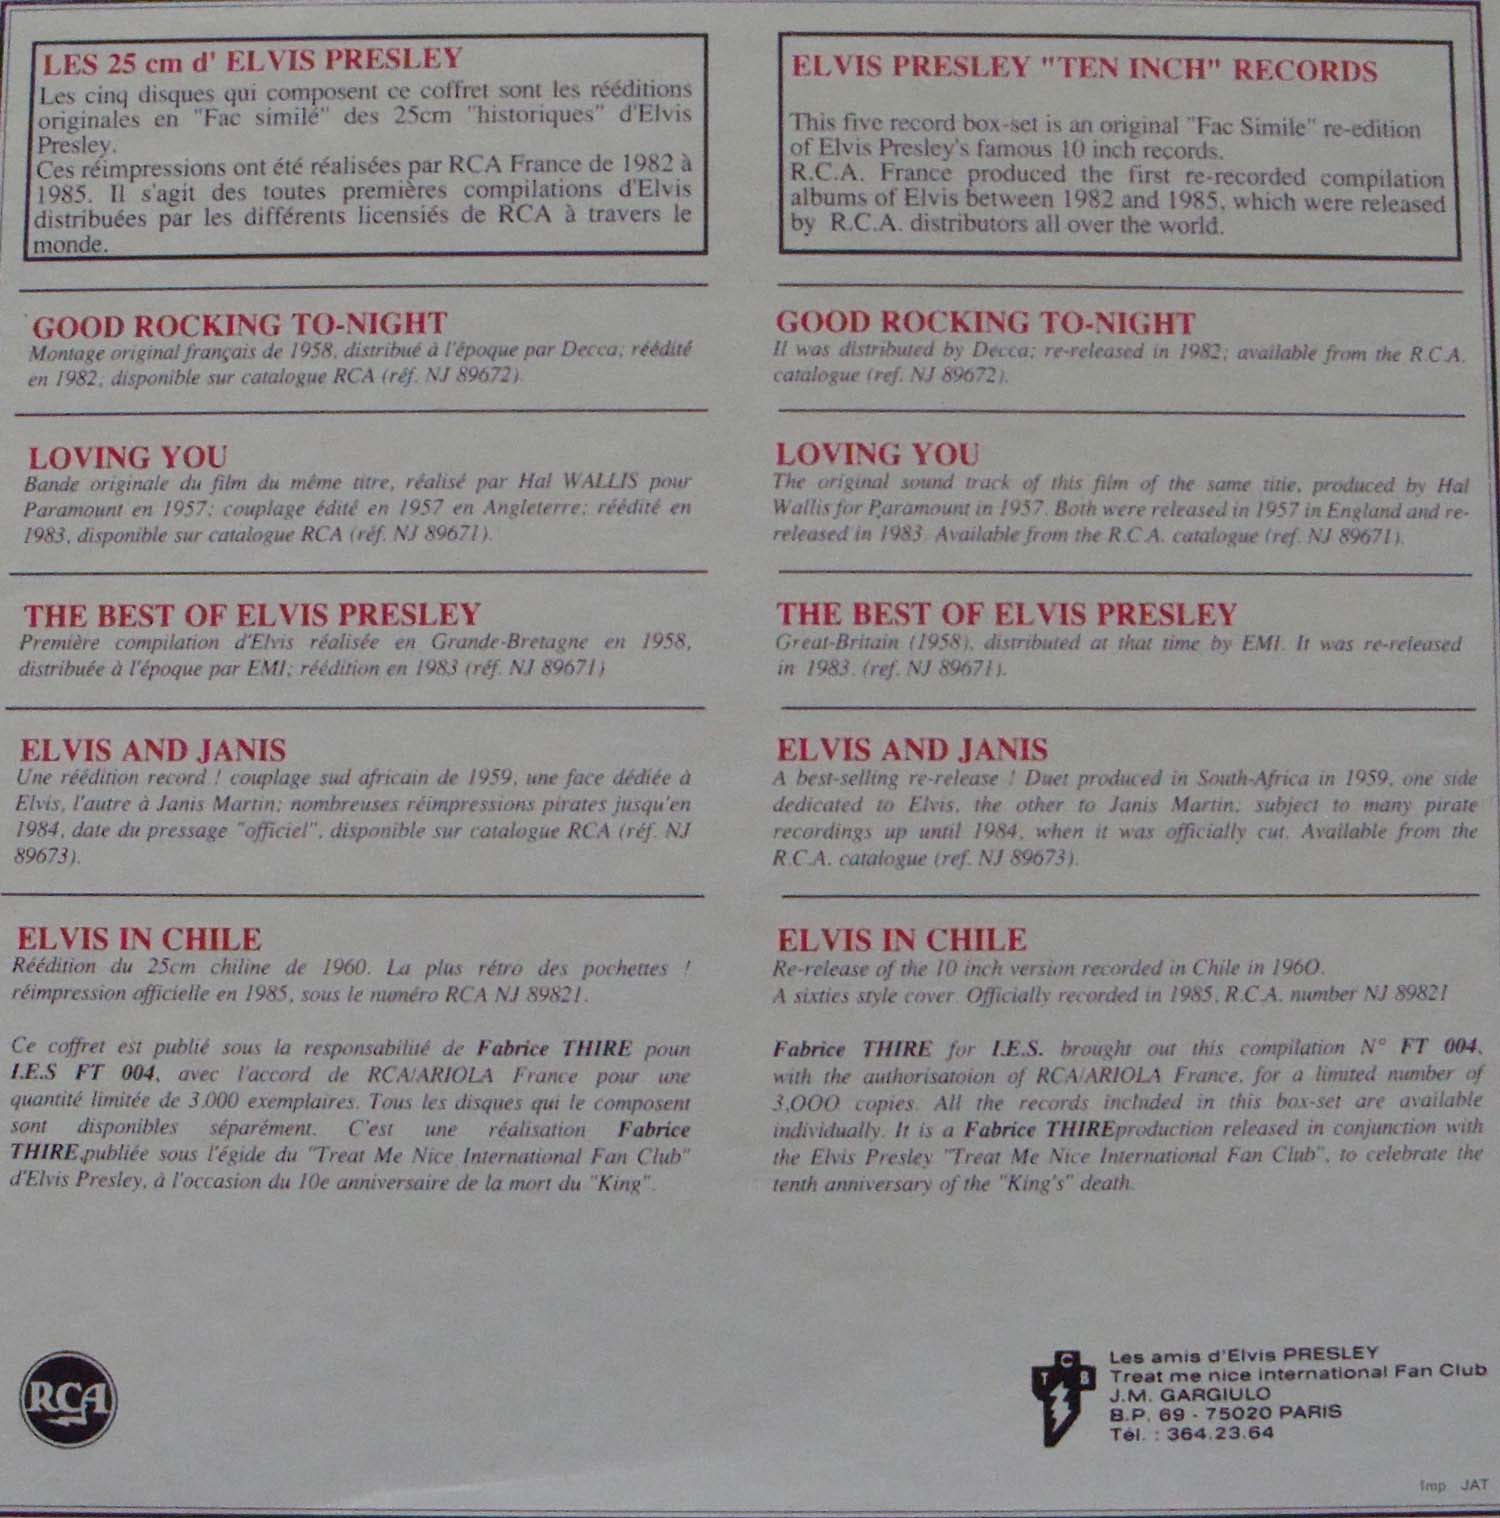 LES 25 cm d' ELVIS PRESLEY
Les cinq disques qui composent ce coffret sont les rééditions
originales en "Fac similé" des 25cm "historiques" d'Elvis
Presley.
Ces réimpressions ont été réalisées par RCA France de 1982 à
1985. Il s'agit des toutes premières compilations d'Elvis
distribuées par les différents licensiés de RCA à travers le
monde.
GOOD ROCKING TO-NIGHT
Montage original français de 1958, distribué à l'époque par Decca; réédité
en 1982, disponible sur catalogue RCA (réf. NJ 89672).
LOVING YOU
Bande originale du film du même titre, réalisé par Hal WALLIS pour
Paramount en 1957; couplage édité en 1957 en Angleterre; réédité en
1983, disponible sur catalogue RCA (réf. NJ 89671).
THE BEST OF ELVIS PRESLEY
Première compilation d'Elvis réalisée en Grande-Bretagne en 1958,
distribuée à l'époque par EMI; réédition en 1983 (réf. NJ 89671)
ELVIS AND JANIS
Une réédition record ! couplage sud africain de 1959, une face dédiée à
Elvis, l'autre à Janis Martin; nombreuses réimpressions pirates jusqu'en
1984, date du pressage "officiel", disponible sur catalogue RCA (réf. NJ
89673).
ELVIS IN CHILE
Réédition du 25cm chiline de 1960. La plus rétro des pochettes !
réimpression officielle en 1985, sous le numéro RCA NJ 89821.
Ce coffret est publié sous la responsabilité de Fabrice THIRE poun
I.E.S FT 004, avec l'accord de RCA/ARIOLA France pour une
quantité limitée de 3.000 exemplaires. Tous les disques qui le composent
sont disponibles séparément. C'est une réalisation Fabrice
THIRE,publiée sous l'égide du "Treat Me Nice International Fan Club"
d'Elvis Presley, à l'occasion du 10e anniversaire de la mort du "King".
RCA
ELVIS PRESLEY "TEN INCH" RECORDS
This five record box-set is an original "Fac Simile" re-edition
of Elvis Presley's famous 10 inch records.
R.C.A. France produced the first re-recorded compilation
albums of Elvis between 1982 and 1985, which were released
by R.C.A. distributors all over the world.
GOOD ROCKING TO-NIGHT
Il was distributed by Decca; re-released in 1982; available from the R.C.A.
catalogue (ref. NJ 89672).
LOVING YOU
The original sound track of this film of the same titie, produced by Hal
Wallis for Paramount in 1957. Both were released in 1957 in England and re-
released in 1983. Available from the R.C.A. catalogue (ref. NJ 89671).
THE BEST OF ELVIS PRESLEY
Great-Britain (1958), distributed at that time by EMI. It was re-released
in 1983. (ref. NJ 89671).
ELVIS AND JANIS
A best-selling re-release ! Duet produced in South-Africa in 1959, one side
dedicated to Elvis, the other to Janis Martin; subject to many pirate
recordings up until 1984, when it was officially cut. Available from the
R.C.A. catalogue (ref. NJ 89673).
ELVIS IN CHILE
Re-release of the 10 inch version recorded in Chile in 196O.
A sixties style cover. Officially recorded in 1985, R.C.A. number NJ 89821
Fabrice THIRE for I.E.S. brought out this compilation N° FT 004,
with the authorisatoion of RCA/ARIOLA France, for a limited number of
3,OOO copies. All the records included in this box-set are available
individually. It is a Fabrice THIREproduction released in conjunction with
the Elvis Presley "Treat Me Nice International Fan Club", to celebrate the
tenth anniversary of the "King's" death.
TCB
Les amis d'Elvis PRESLEY
Treat me nice international Fan Club
J.M. GARGIULO
B.P. 69 - 75020 PARIS
Tél. : 364.23.64
Imp JAT